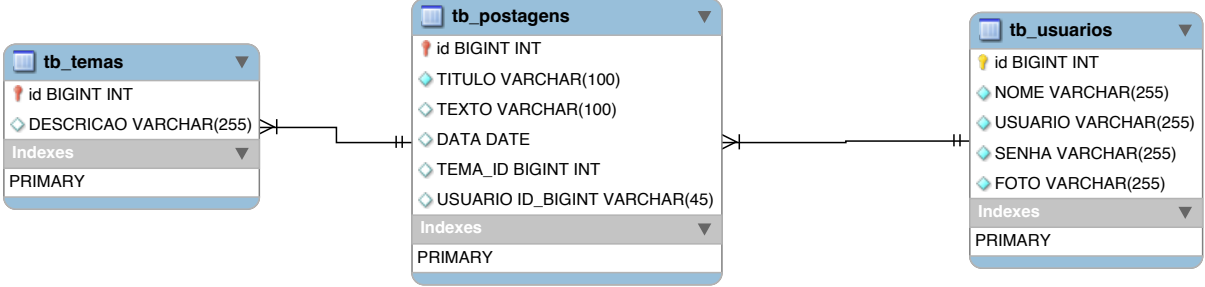 tb_temas
id BIGINT INT
DESCRICAO VARCHAR(255)
Indexes
PRIMARY
tb_postagens
id BIGINT INT
TITULO VARCHAR(100)
TEXTO VARCHAR(100)
DATA DATE
TEMA_ID BIGINT INT
USUARIO ID_BIGINT VARCHAR(45)
Indexes
PRIMARY
tb_usuarios
id BIGINT INT
NOME VARCHAR(255)
USUARIO VARCHAR(255)
SENHA VARCHAR(255)
FOTO VARCHAR(255)
Indexes
PRIMARY